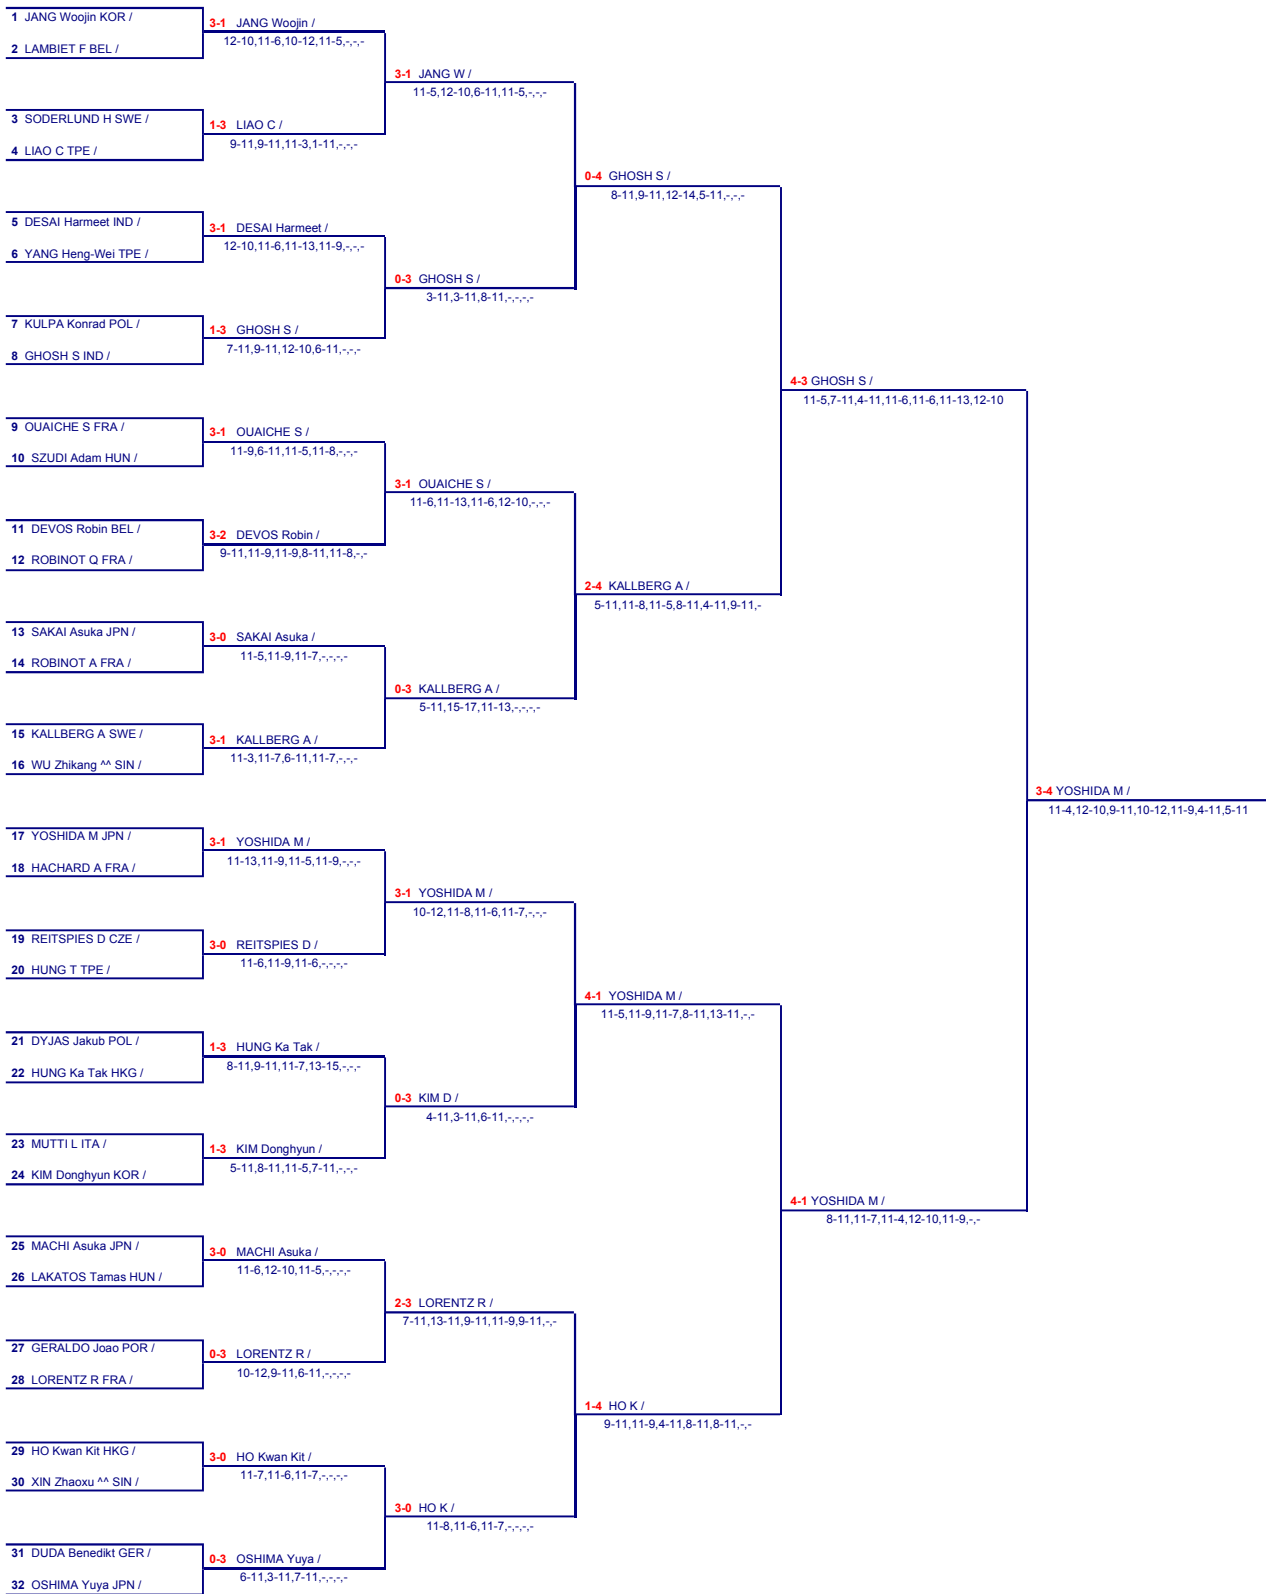 1 JANG Woojin KOR /
3-1 JANG Woojin /
12-10,11-6,10-12,11-5,-,-,-
2 LAMBIET F BEL /
3-1 JANG W /
11-5,12-10,6-11,11-5,-,-,-
3 SODERLUND H SWE /
1-3 LIAO C /
9-11,9-11,11-3,1-11,-,-,-
4 LIAO C TPE /
0-4 GHOSH S /
8-11,9-11,12-14,5-11,-,-,-
5 DESAI Harmeet IND /
3-1 DESAI Harmeet /
12-10,11-6,11-13,11-9,-,-,-
6 YANG Heng-Wei TPE /
0-3 GHOSH S /
3-11,3-11,8-11,-,-,-,-
7 KULPA Konrad POL /
1-3 GHOSH S /
7-11,9-11,12-10,6-11,-,-,-
8 GHOSH S IND /
4-3 GHOSH S /
11-5,7-11,4-11,11-6,11-6,11-13,12-10
9 OUAICHE S FRA /
3-1 OUAICHE S /
11-9,6-11,11-5,11-8,-,-,-
10 SZUDI Adam HUN /
3-1 OUAICHE S /
11-6,11-13,11-6,12-10,-,-,-
11 DEVOS Robin BEL /
3-2 DEVOS Robin /
9-11,11-9,11-9,8-11,11-8,-,-
12 ROBINOT Q FRA /
2-4 KALLBERG A /
5-11,11-8,11-5,8-11,4-11,9-11,-
13 SAKAI Asuka JPN /
3-0 SAKAI Asuka /
11-5,11-9,11-7,-,-,-,-
14 ROBINOT A FRA /
0-3 KALLBERG A /
5-11,15-17,11-13,-,-,-,-
15 KALLBERG A SWE /
3-1 KALLBERG A /
11-3,11-7,6-11,11-7,-,-,-
16 WU Zhikang ^^ SIN /
3-4 YOSHIDA M /
11-4,12-10,9-11,10-12,11-9,4-11,5-11
17 YOSHIDA M JPN /
3-1 YOSHIDA M /
11-13,11-9,11-5,11-9,-,-,-
18 HACHARD A FRA /
3-1 YOSHIDA M /
10-12,11-8,11-6,11-7,-,-,-
19 REITSPIES D CZE /
3-0 REITSPIES D /
11-6,11-9,11-6,-,-,-,-
20 HUNG T TPE /
4-1 YOSHIDA M /
11-5,11-9,11-7,8-11,13-11,-,-
21 DYJAS Jakub POL /
1-3 HUNG Ka Tak /
8-11,9-11,11-7,13-15,-,-,-
22 HUNG Ka Tak HKG /
0-3 KIM D /
4-11,3-11,6-11,-,-,-,-
23 MUTTI L ITA /
1-3 KIM Donghyun /
5-11,8-11,11-5,7-11,-,-,-
24 KIM Donghyun KOR /
4-1 YOSHIDA M /
8-11,11-7,11-4,12-10,11-9,-,-
25 MACHI Asuka JPN /
3-0 MACHI Asuka /
11-6,12-10,11-5,-,-,-,-
26 LAKATOS Tamas HUN /
2-3 LORENTZ R /
7-11,13-11,9-11,11-9,9-11,-,-
27 GERALDO Joao POR /
0-3 LORENTZ R /
10-12,9-11,6-11,-,-,-,-
28 LORENTZ R FRA /
1-4 HO K /
9-11,11-9,4-11,8-11,8-11,-,-
29 HO Kwan Kit HKG /
3-0 HO Kwan Kit /
11-7,11-6,11-7,-,-,-,-
30 XIN Zhaoxu ^^ SIN /
3-0 HO K /
11-8,11-6,11-7,-,-,-,-
31 DUDA Benedikt GER /
0-3 OSHIMA Yuya /
6-11,3-11,7-11,-,-,-,-
32 OSHIMA Yuya JPN /